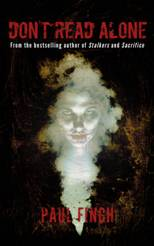 DON'T READ ALONE
From the bestselling author of Stalkers and Sacrifice
PAUL FINCH